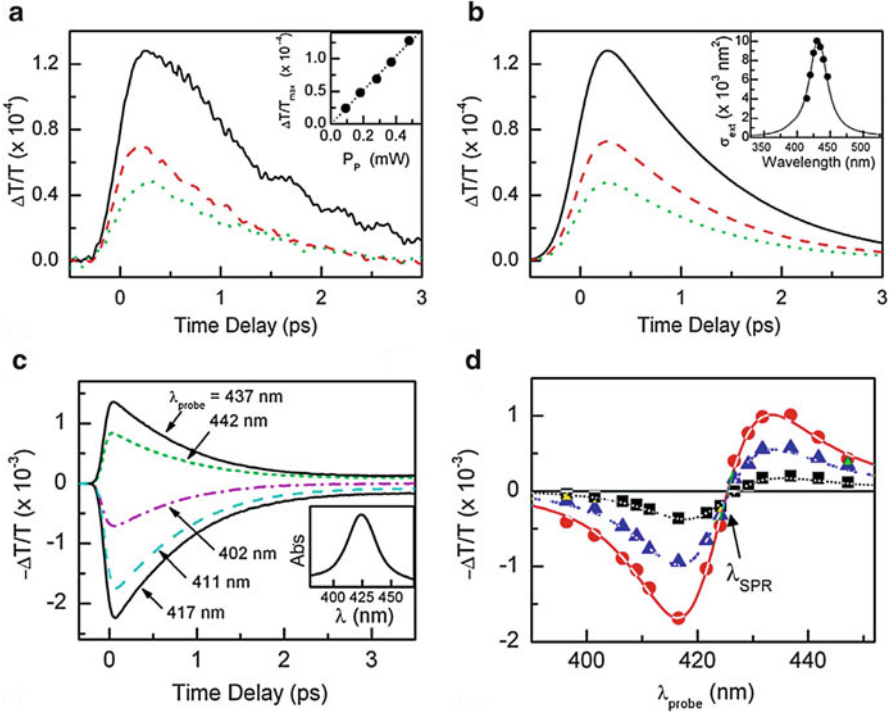 a
ΔT/T (x 10⁻⁴)
1.2
0.8
0.4
0.0
0
1
2
3
Time Delay (ps)
ΔT/T_max (x 10⁻⁴)
1.5
1.0
0.5
0.0
0.0
0.2
0.4
P_P (mW)
b
ΔT/T (x 10⁻⁴)
1.2
0.8
0.4
0.0
0
1
2
3
Time Delay (ps)
σ_ext (x 10³ nm²)
10
8
6
4
2
0
350
400
450
500
Wavelength (nm)
c
-ΔT/T (x 10⁻³)
1
0
-1
-2
0
1
2
3
Time Delay (ps)
λ_probe = 437 nm
442 nm
402 nm
411 nm
417 nm
Abs
400
425
450
λ (nm)
d
-ΔT/T (x 10⁻³)
1
0
-1
-2
400
420
440
λ_probe (nm)
λ_SPR